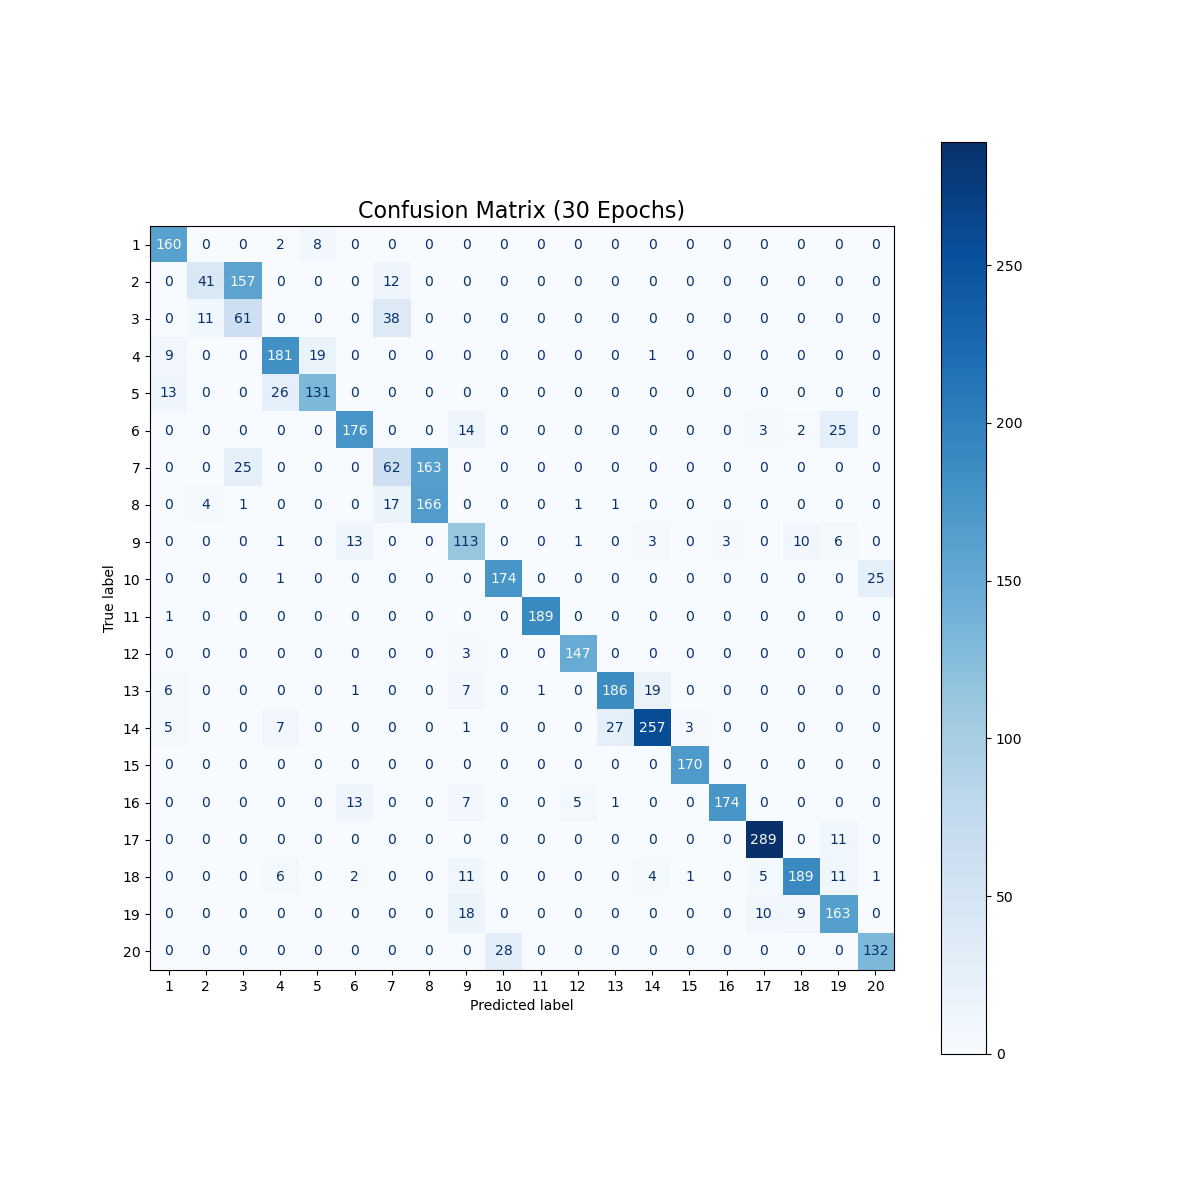 Confusion Matrix (30 Epochs)
1 160 0 0 2 8 0 0 0 0 0 0 0 0 0 0 0 0 0 0 0
2 0 41 157 0 0 0 12 0 0 0 0 0 0 0 0 0 0 0 0 0
3 0 11 61 0 0 0 38 0 0 0 0 0 0 0 0 0 0 0 0 0
4 9 0 0 181 19 0 0 0 0 0 0 0 0 1 0 0 0 0 0 0
5 13 0 0 26 131 0 0 0 0 0 0 0 0 0 0 0 0 0 0 0
6 0 0 0 0 0 176 0 0 14 0 0 0 0 0 0 0 3 2 25 0
7 0 0 25 0 0 0 62 163 0 0 0 0 0 0 0 0 0 0 0 0
8 0 4 1 0 0 0 17 166 0 0 0 1 1 0 0 0 0 0 0 0
9 0 0 0 1 0 13 0 0 113 0 0 1 0 3 0 3 0 10 6 0
10 0 0 0 1 0 0 0 0 0 174 0 0 0 0 0 0 0 0 0 25
11 1 0 0 0 0 0 0 0 0 0 189 0 0 0 0 0 0 0 0 0
12 0 0 0 0 0 0 0 0 3 0 0 147 0 0 0 0 0 0 0 0
13 6 0 0 0 0 1 0 0 7 0 1 0 186 19 0 0 0 0 0 0
14 5 0 0 7 0 0 0 0 1 0 0 0 27 257 3 0 0 0 0 0
15 0 0 0 0 0 0 0 0 0 0 0 0 0 0 170 0 0 0 0 0
16 0 0 0 0 0 13 0 0 7 0 0 5 1 0 0 174 0 0 0 0
17 0 0 0 0 0 0 0 0 0 0 0 0 0 0 0 0 289 0 11 0
18 0 0 0 6 0 2 0 0 11 0 0 0 0 4 1 0 5 189 11 1
19 0 0 0 0 0 0 0 0 18 0 0 0 0 0 0 0 10 9 163 0
20 0 0 0 0 0 0 0 0 0 28 0 0 0 0 0 0 0 0 0 132
1 2 3 4 5 6 7 8 9 10 11 12 13 14 15 16 17 18 19 20
Predicted label
True label
250
200
150
100
50
0